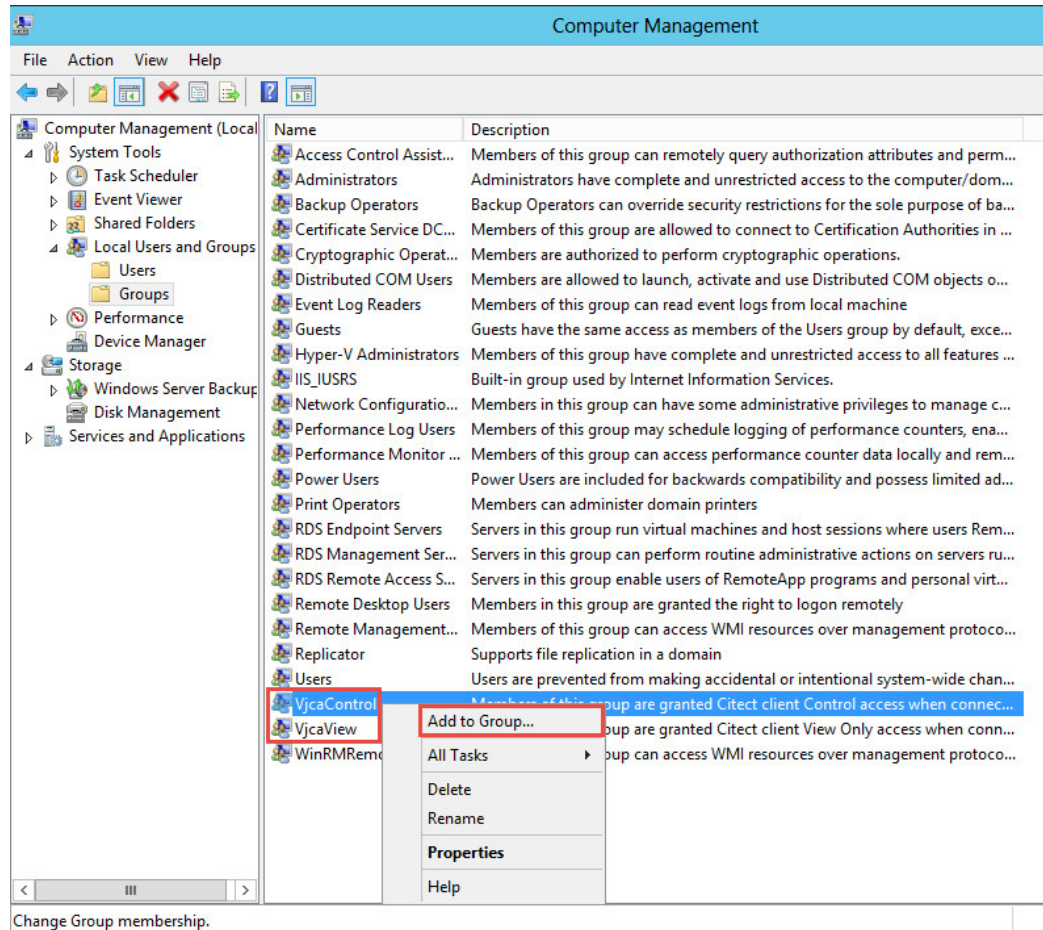 Computer Management
File Action View Help
Computer Management (Local
System Tools
Task Scheduler
Event Viewer
Shared Folders
Local Users and Groups
Users
Groups
Performance
Device Manager
Storage
Windows Server Backup
Disk Management
Services and Applications
Name Description
Access Control Assist... Members of this group can remotely query authorization attributes and perm...
Administrators Administrators have complete and unrestricted access to the computer/dom...
Backup Operators Backup Operators can override security restrictions for the sole purpose of ba...
Certificate Service DC... Members of this group are allowed to connect to Certification Authorities in ...
Cryptographic Operat... Members are authorized to perform cryptographic operations.
Distributed COM Users Members are allowed to launch, activate and use Distributed COM objects o...
Event Log Readers Members of this group can read event logs from local machine
Guests Guests have the same access as members of the Users group by default, exce...
Hyper-V Administrators Members of this group have complete and unrestricted access to all features ...
IIS_IUSRS Built-in group used by Internet Information Services.
Network Configuratio... Members in this group can have some administrative privileges to manage c...
Performance Log Users Members of this group may schedule logging of performance counters, ena...
Performance Monitor ... Members of this group can access performance counter data locally and rem...
Power Users Power Users are included for backwards compatibility and possess limited ad...
Print Operators Members can administer domain printers
RDS Endpoint Servers Servers in this group run virtual machines and host sessions where users Rem...
RDS Management Ser... Servers in this group can perform routine administrative actions on servers ru...
RDS Remote Access S... Servers in this group enable users of RemoteApp programs and personal virt...
Remote Desktop Users Members in this group are granted the right to logon remotely
Remote Management... Members of this group can access WMI resources over management protoco...
Replicator Supports file replication in a domain
Users Users are prevented from making accidental or intentional system-wide chan...
VjcaControl Members of this group are granted Citect client Control access when connec...
VjcaView oup are granted Citect client View Only access when conn...
WinRMRemo oup can access WMI resources over management protoco...
Add to Group...
All Tasks
Delete
Rename
Properties
Help
Change Group membership.